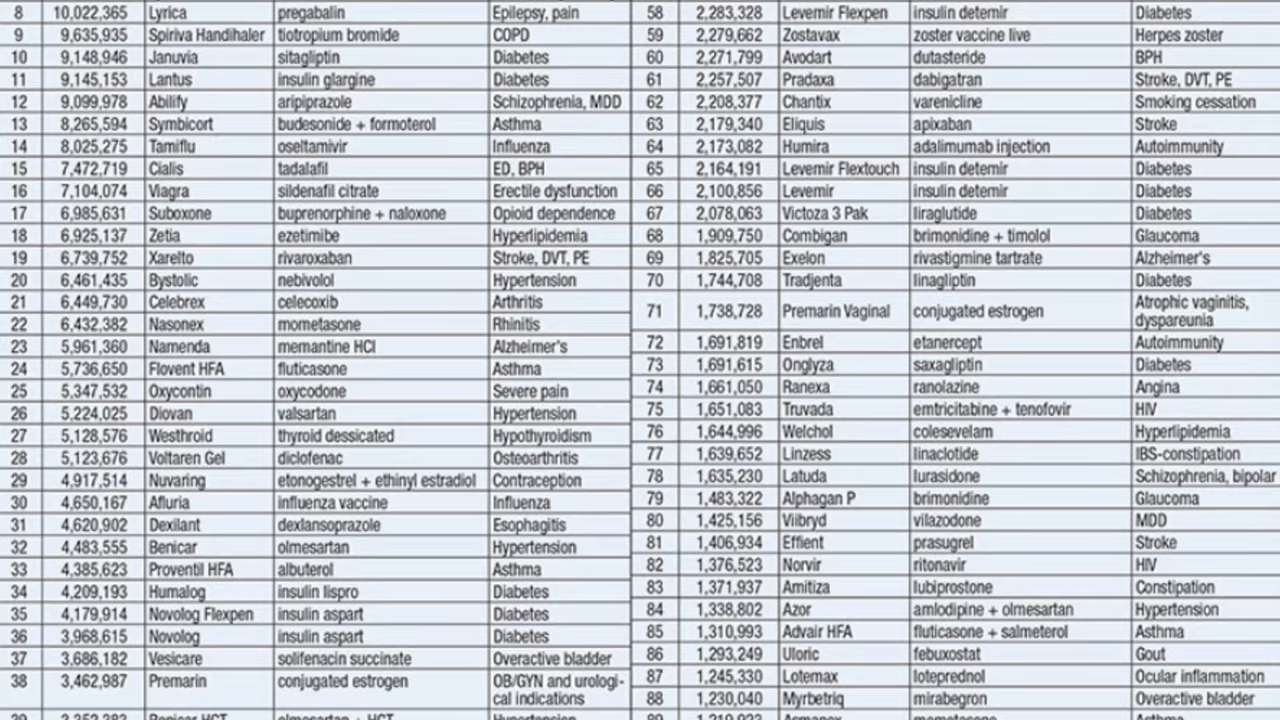 8 10,022,365 Lyrica pregabalin Epilepsy, pain
9 9,635,935 Spiriva Handihaler tiotropium bromide COPD
10 9,148,946 Januvia sitagliptin Diabetes
11 9,145,153 Lantus insulin glargine Diabetes
12 9,099,978 Abilify aripiprazole Schizophrenia, MDD
13 8,265,594 Symbicort budesonide + formoterol Asthma
14 8,025,275 Tamiflu oseltamivir Influenza
15 7,472,719 Cialis tadalafil ED, BPH
16 7,104,074 Viagra sildenafil citrate Erectile dysfunction
17 6,985,631 Suboxone buprenorphine + naloxone Opioid dependence
18 6,925,137 Zetia ezetimibe Hyperlipidemia
19 6,739,752 Xarelto rivaroxaban Stroke, DVT, PE
20 6,461,435 Bystolic nebivolol Hypertension
21 6,449,730 Celebrex celecoxib Arthritis
22 6,432,382 Nasonex mometasone Rhinitis
23 5,961,360 Namenda memantine HCl Alzheimer's
24 5,736,650 Flovent HFA fluticasone Asthma
25 5,347,532 Oxycontin oxycodone Severe pain
26 5,224,025 Diovan valsartan Hypertension
27 5,128,576 Westhroid thyroid dessicated Hypothyroidism
28 5,123,676 Voltaren Gel diclofenac Osteoarthritis
29 4,917,514 Nuvaring etonogestrel + ethinyl estradiol Contraception
30 4,650,167 Afluria influenza vaccine Influenza
31 4,620,902 Dexilant dexlansoprazole Esophagitis
32 4,483,555 Benicar olmesartan Hypertension
33 4,385,623 Proventil HFA albuterol Asthma
34 4,209,193 Humalog insulin lispro Diabetes
35 4,179,914 Novolog Flexpen insulin aspart Diabetes
36 3,968,615 Novolog insulin aspart Diabetes
37 3,686,182 Vesicare solifenacin succinate Overactive bladder
38 3,462,987 Premarin conjugated estrogen OB/GYN and urologi-
cal indications
58 2,283,328 Levemir Flexpen insulin detemir Diabetes
59 2,279,662 Zostavax zoster vaccine live Herpes zoster
60 2,271,799 Avodart dutasteride BPH
61 2,257,507 Pradaxa dabigatran Stroke, DVT, PE
62 2,208,377 Chantix varenicline Smoking cessation
63 2,179,340 Eliquis apixaban Stroke
64 2,173,082 Humira adalimumab injection Autoimmunity
65 2,164,191 Levemir Flextouch insulin detemir Diabetes
66 2,100,856 Levemir insulin detemir Diabetes
67 2,078,063 Victoza 3 Pak liraglutide Diabetes
68 1,909,750 Combigan brimonidine + timolol Glaucoma
69 1,825,705 Exelon rivastigmine tartrate Alzheimer's
70 1,744,708 Tradjenta linagliptin Diabetes
71 1,738,728 Premarin Vaginal conjugated estrogen Atrophic vaginitis,
dyspareunia
72 1,691,819 Enbrel etanercept Autoimmunity
73 1,691,615 Onglyza saxagliptin Diabetes
74 1,661,050 Ranexa ranolazine Angina
75 1,651,083 Truvada emtricitabine + tenofovir HIV
76 1,644,996 Welchol colesevelam Hyperlipidemia
77 1,639,652 Linzess linaclotide IBS-constipation
78 1,635,230 Latuda lurasidone Schizophrenia, bipolar
79 1,483,322 Alphagan P brimonidine Glaucoma
80 1,425,156 Viibryd vilazodone MDD
81 1,406,934 Effient prasugrel Stroke
82 1,376,523 Norvir ritonavir HIV
83 1,371,937 Amitiza lubiprostone Constipation
84 1,338,802 Azor amlodipine + olmesartan Hypertension
85 1,310,993 Advair HFA fluticasone + salmeterol Asthma
86 1,293,249 Uloric febuxostat Gout
87 1,245,330 Lotemax loteprednol Ocular inflammation
88 1,230,040 Myrbetriq mirabegron Overactive bladder